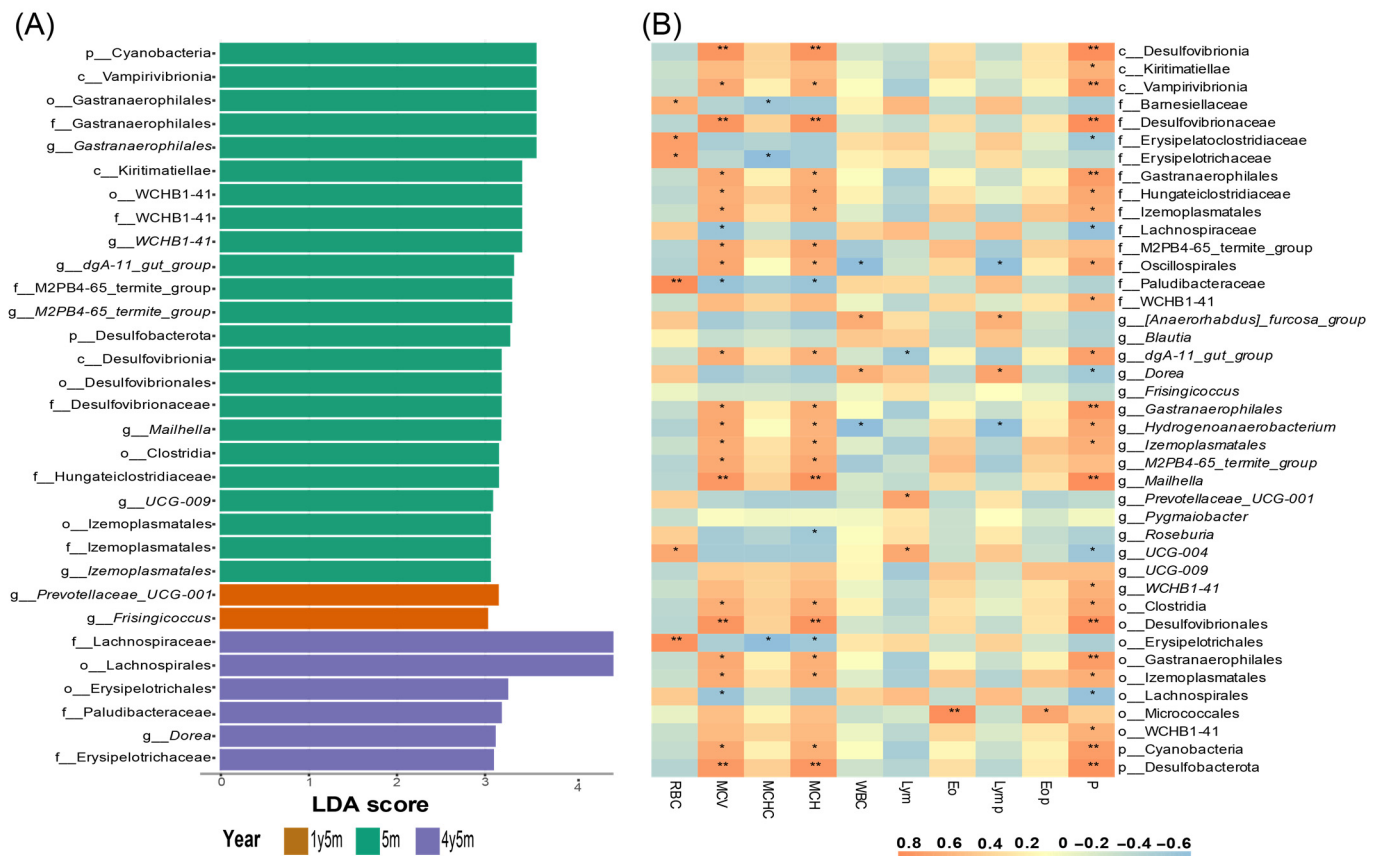 (A)
p__Cyanobacteria
c__Vampirivibrionia
o__Gastranaerophilales
f__Gastranaerophilales
g__Gastranaerophilales
c__Kiritimatiellae
o__WCHB1-41
f__WCHB1-41
g__WCHB1-41
g__dgA-11_gut_group
f__M2PB4-65_termite_group
g__M2PB4-65_termite_group
p__Desulfobacterota
c__Desulfovibrionia
o__Desulfovibrionales
f__Desulfovibrionaceae
g__Mailhella
o__Clostridia
f__Hungateiclostridiaceae
g__UCG-009
o__Izemoplasmatales
f__Izemoplasmatales
g__Izemoplasmatales
g__Prevotellaceae_UCG-001
g__Frisingicoccus
f__Lachnospiraceae
o__Lachnospirales
o__Erysipelotrichales
f__Paludibacteraceae
g__Dorea
f__Erysipelotrichaceae
0 1 2 3 4
LDA score
Year 1y5m 5m 4y5m
(B)
** ** ** c__Desulfovibrionia
* c__Kiritimatiellae
* * ** c__Vampirivibrionia
* * f__Barnesiellaceae
** ** ** f__Desulfovibrionaceae
* * f__Erysipelatoclostridiaceae
* * f__Erysipelotrichaceae
* * ** f__Gastranaerophilales
* * * f__Hungateiclostridiaceae
* * * f__Izemoplasmatales
* * f__Lachnospiraceae
* * f__M2PB4-65_termite_group
* * * * * f__Oscillospirales
** * * f__Paludibacteraceae
* f__WCHB1-41
* * g__[Anaerorhabdus]_furcosa_group
g__Blautia
* * * * g__dgA-11_gut_group
* * * g__Dorea
g__Frisingicoccus
* * ** g__Gastranaerophilales
* * * * * g__Hydrogenoanaerobacterium
* * * g__Izemoplasmatales
* * g__M2PB4-65_termite_group
** ** ** g__Mailhella
* g__Prevotellaceae_UCG-001
g__Pygmaiobacter
* g__Roseburia
* * * g__UCG-004
g__UCG-009
* g__WCHB1-41
* * * o__Clostridia
** ** ** o__Desulfovibrionales
** * * o__Erysipelotrichales
* * ** o__Gastranaerophilales
* * * o__Izemoplasmatales
* * o__Lachnospirales
** * o__Micrococcales
* o__WCHB1-41
* * ** p__Cyanobacteria
** ** ** p__Desulfobacterota
RBC MCV MCHC MCH WBC Lym Eo Lymp Eop P
0.8 0.6 0.4 0.2 0 −0.2 −0.4 −0.6